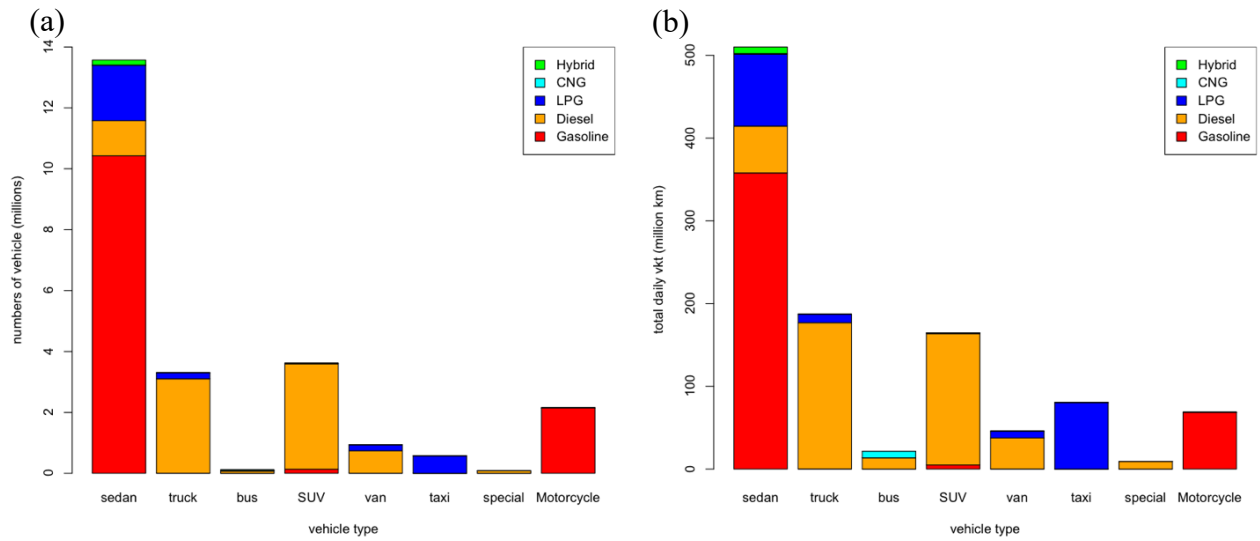 (a)
numbers of vehicle (millions)
14
12
10
8
6
4
2
0
Hybrid
CNG
LPG
Diesel
Gasoline
sedan truck bus SUV van taxi special Motorcycle
vehicle type
(b)
total daily vkt (million km)
500
400
300
200
100
0
Hybrid
CNG
LPG
Diesel
Gasoline
sedan truck bus SUV van taxi special Motorcycle
vehicle type